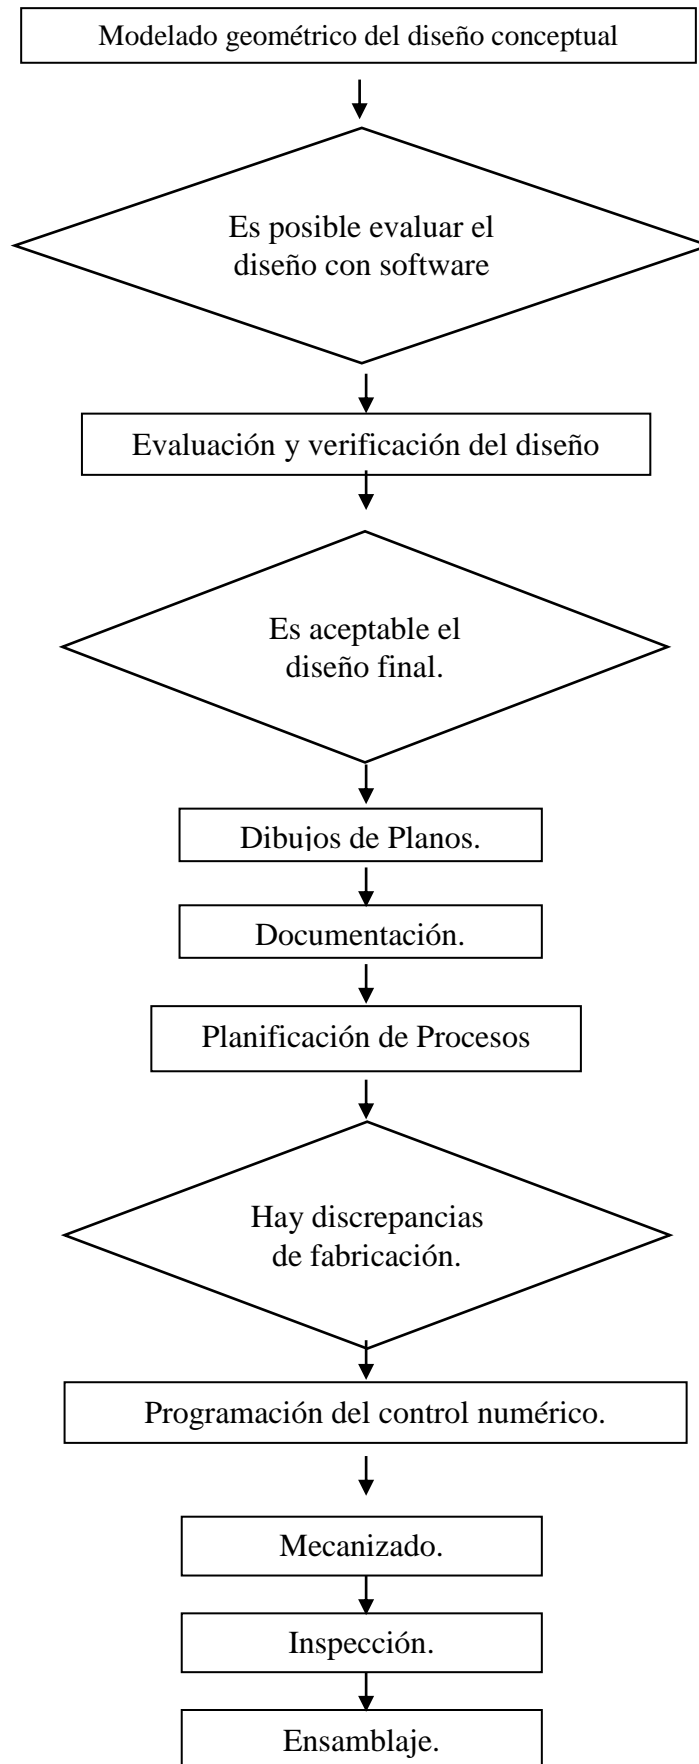 Modelado geométrico del diseño conceptual
Es posible evaluar el
diseño con software
Evaluación y verificación del diseño
Es aceptable el
diseño final.
Dibujos de Planos.
Documentación.
Planificación de Procesos
Hay discrepancias
de fabricación.
Programación del control numérico.
Mecanizado.
Inspección.
Ensamblaje.